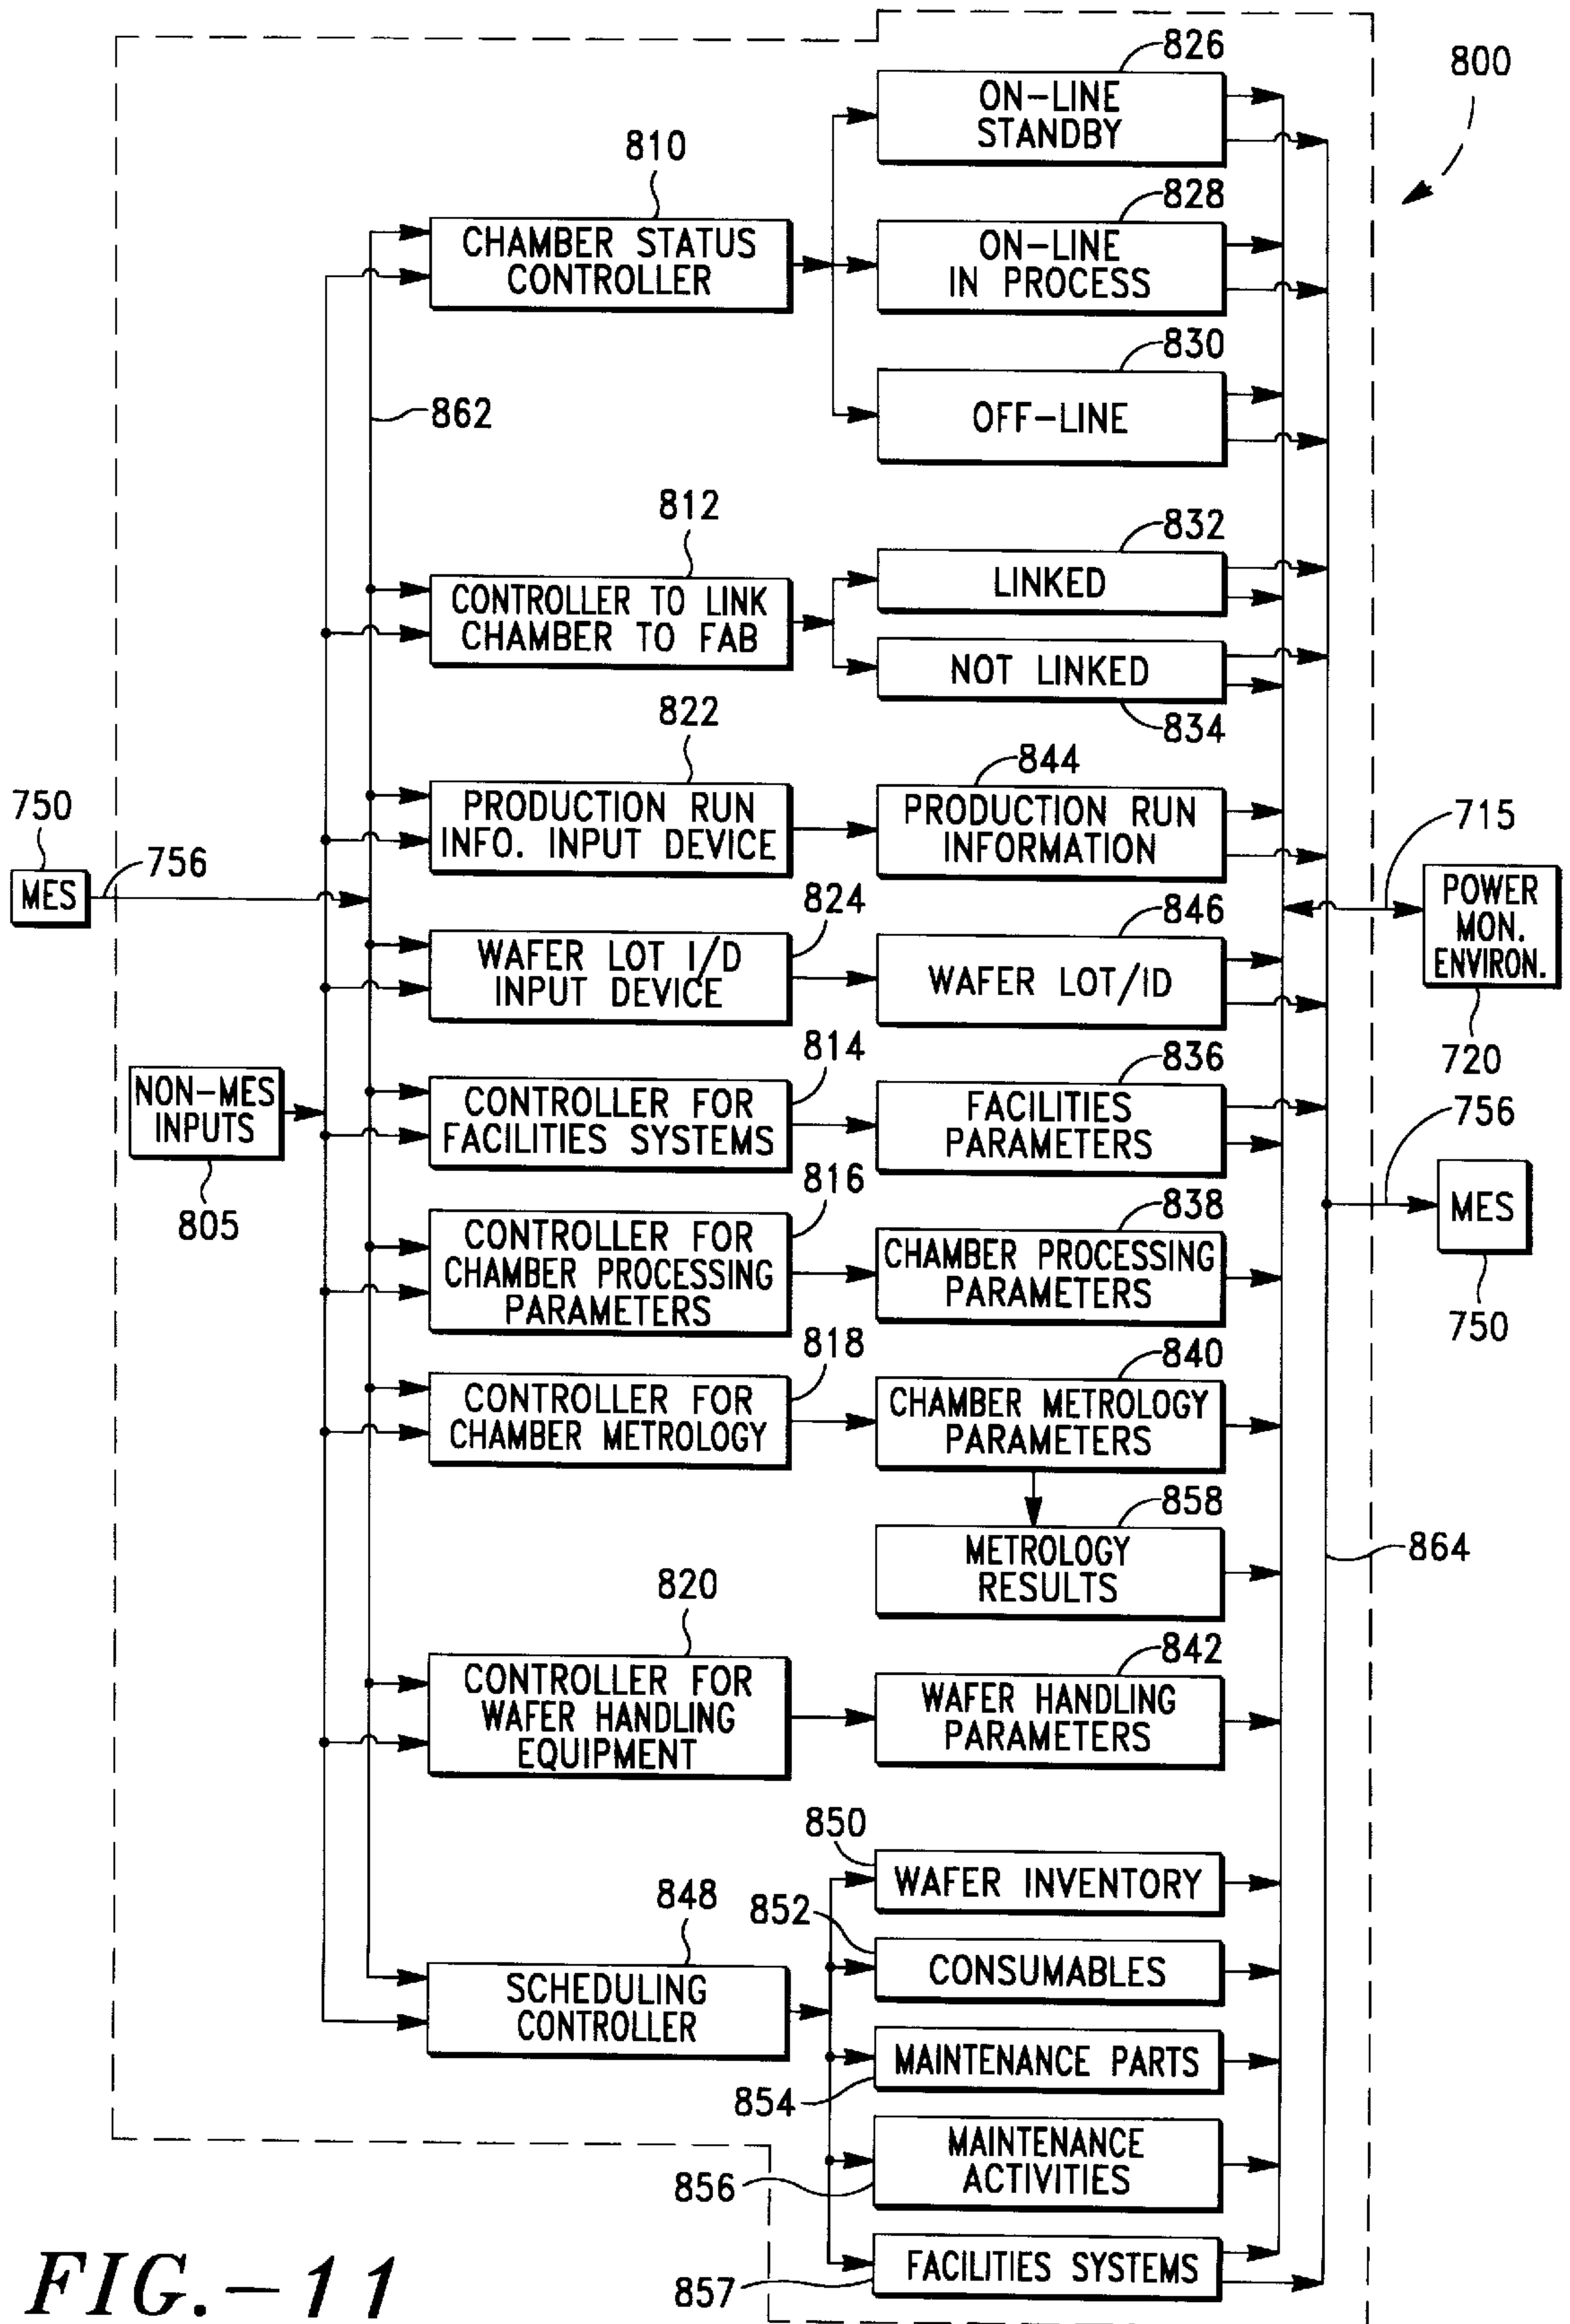 826
800
ON-LINE
STANDBY
810
828
CHAMBER STATUS
CONTROLLER
ON-LINE
IN PROCESS
830
862
OFF-LINE
812
832
LINKED
CONTROLLER TO LINK
CHAMBER TO FAB
NOT LINKED
822
834
844
750
PRODUCTION RUN
INFO. INPUT DEVICE
PRODUCTION RUN
INFORMATION
715
756
MES
824
846
POWER
MON.
ENVIRON.
WAFER LOT I/D
INPUT DEVICE
WAFER LOT/ID
814
836
720
NON-MES
INPUTS
CONTROLLER FOR
FACILITIES SYSTEMS
FACILITIES
PARAMETERS
756
816
838
805
MES
CONTROLLER FOR
CHAMBER PROCESSING
PARAMETERS
CHAMBER PROCESSING
PARAMETERS
750
818
840
CONTROLLER FOR
CHAMBER METROLOGY
CHAMBER METROLOGY
PARAMETERS
858
METROLOGY
RESULTS
864
820
842
CONTROLLER FOR
WAFER HANDLING
EQUIPMENT
WAFER HANDLING
PARAMETERS
850
WAFER INVENTORY
848
852
CONSUMABLES
SCHEDULING
CONTROLLER
MAINTENANCE PARTS
854
MAINTENANCE
ACTIVITIES
856
FACILITIES SYSTEMS
857
FIG.-11